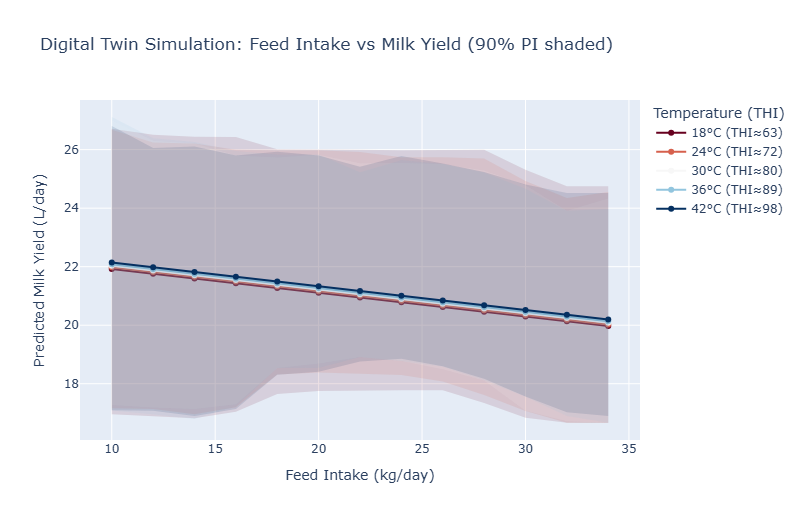 Digital Twin Simulation: Feed Intake vs Milk Yield (90% PI shaded)
Temperature (THI)
18°C (THI≈63)
24°C (THI≈72)
30°C (THI≈80)
36°C (THI≈89)
42°C (THI≈98)
Predicted Milk Yield (L/day)
26
24
22
20
18
10
15
20
25
30
35
Feed Intake (kg/day)